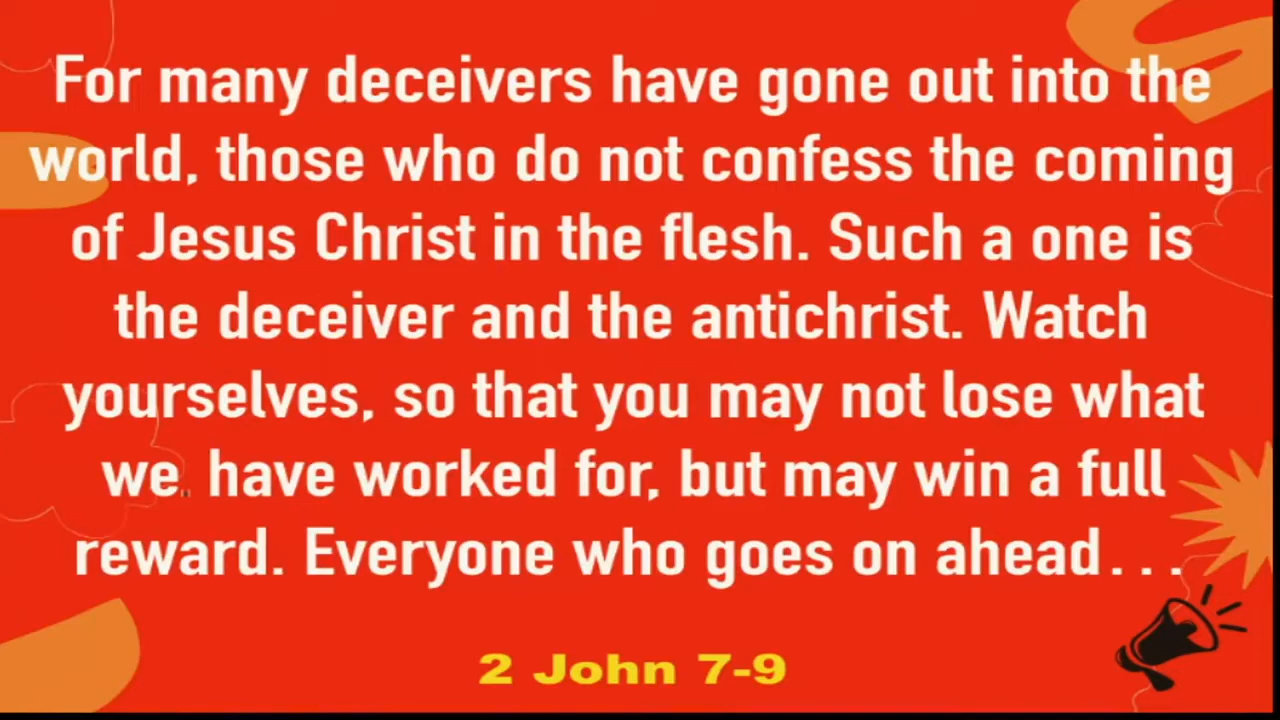 For many deceivers have gone out into the
world, those who do not confess the coming
of Jesus Christ in the flesh. Such a one is
the deceiver and the antichrist. Watch
yourselves, so that you may not lose what
we have worked for, but may win a full
reward. Everyone who goes on ahead...
2 John 7-9